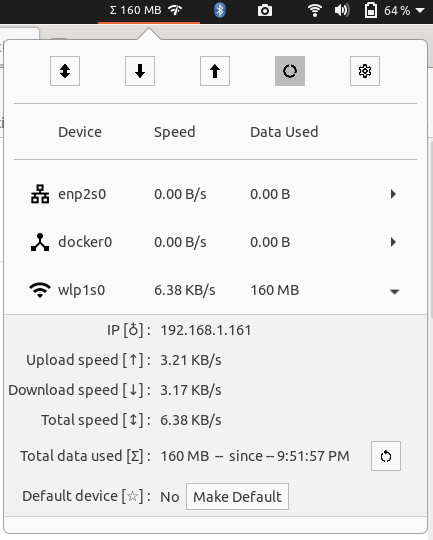 Σ 160 MB 64 %
Device Speed Data Used
enp2s0 0.00 B/s 0.00 B
docker0 0.00 B/s 0.00 B
wlp1s0 6.38 KB/s 160 MB
IP [♁] : 192.168.1.161
Upload speed [↑] : 3.21 KB/s
Download speed [↓] : 3.17 KB/s
Total speed [↕] : 6.38 KB/s
Total data used [Σ] : 160 MB -- since -- 9:51:57 PM
Default device [☆] : No Make Default